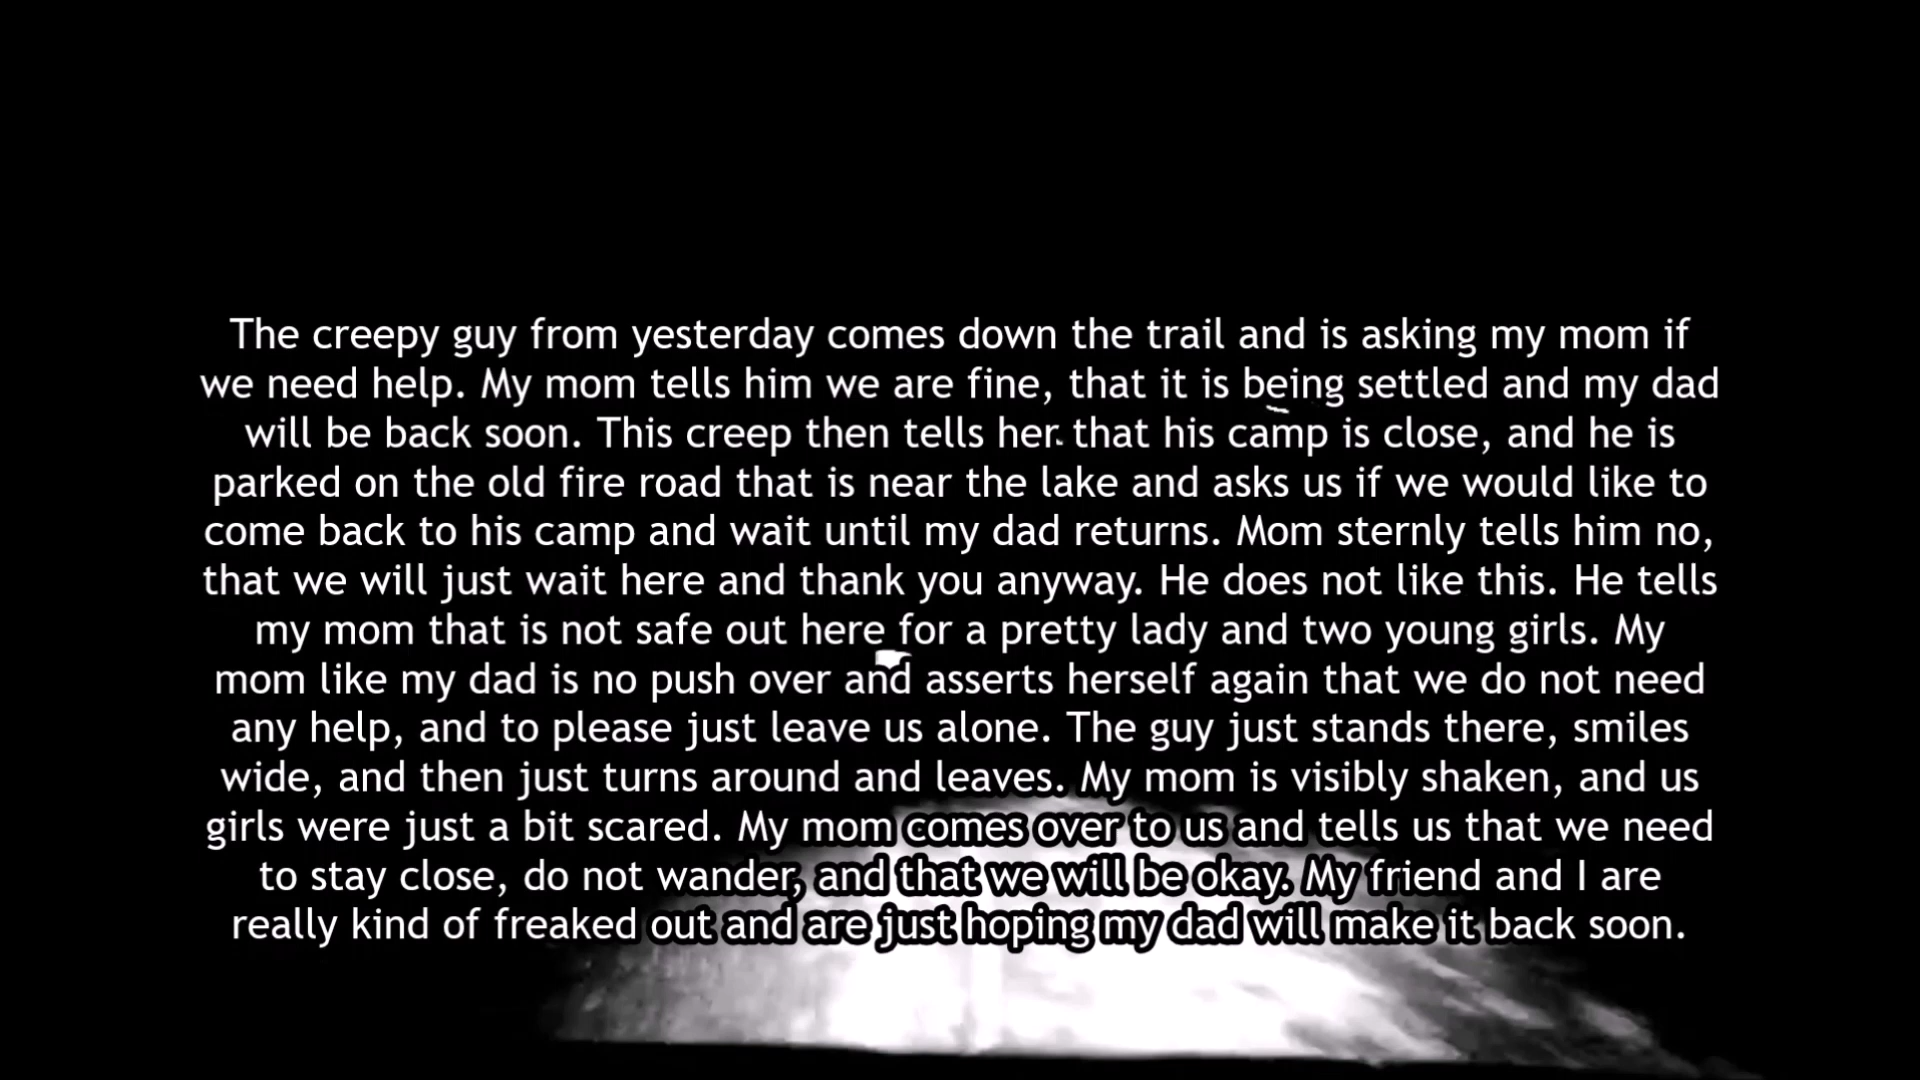 The creepy guy from yesterday comes down the trail and is asking my mom if
we need help. My mom tells him we are fine, that it is being settled and my dad
will be back soon. This creep then tells her that his camp is close, and he is
parked on the old fire road that is near the lake and asks us if we would like to
come back to his camp and wait until my dad returns. Mom sternly tells him no,
that we will just wait here and thank you anyway. He does not like this. He tells
my mom that is not safe out here for a pretty lady and two young girls. My
mom like my dad is no push over and asserts herself again that we do not need
any help, and to please just leave us alone. The guy just stands there, smiles
wide, and then just turns around and leaves. My mom is visibly shaken, and us
girls were just a bit scared. My mom comes over to us and tells us that we need
to stay close, do not wander, and that we will be okay. My friend and I are
really kind of freaked out and are just hoping my dad will make it back soon.